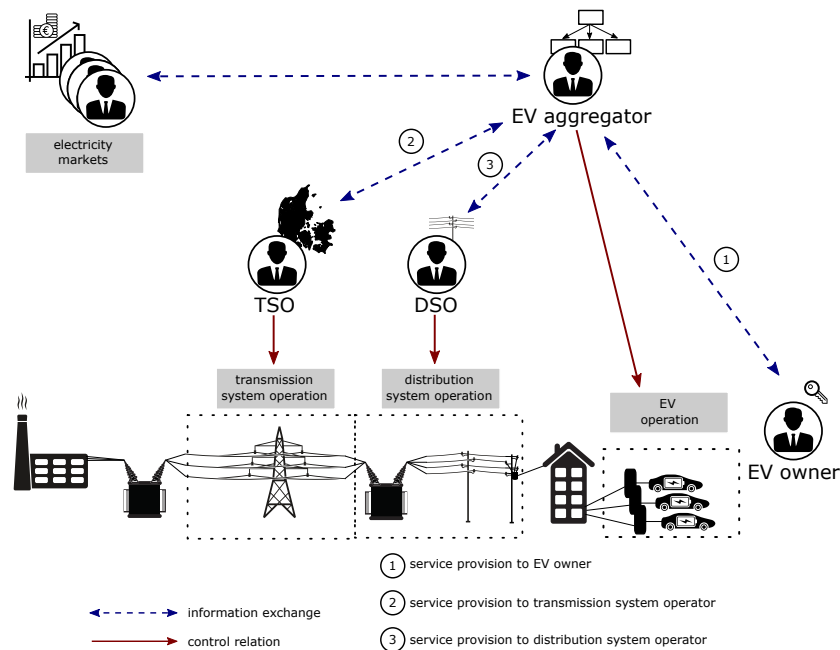 EV aggregator
electricity
markets
2
3
1
TSO
DSO
transmission
system operation
distribution
system operation
EV
operation
EV owner
1 service provision to EV owner
2 service provision to transmission system operator
3 service provision to distribution system operator
information exchange
control relation